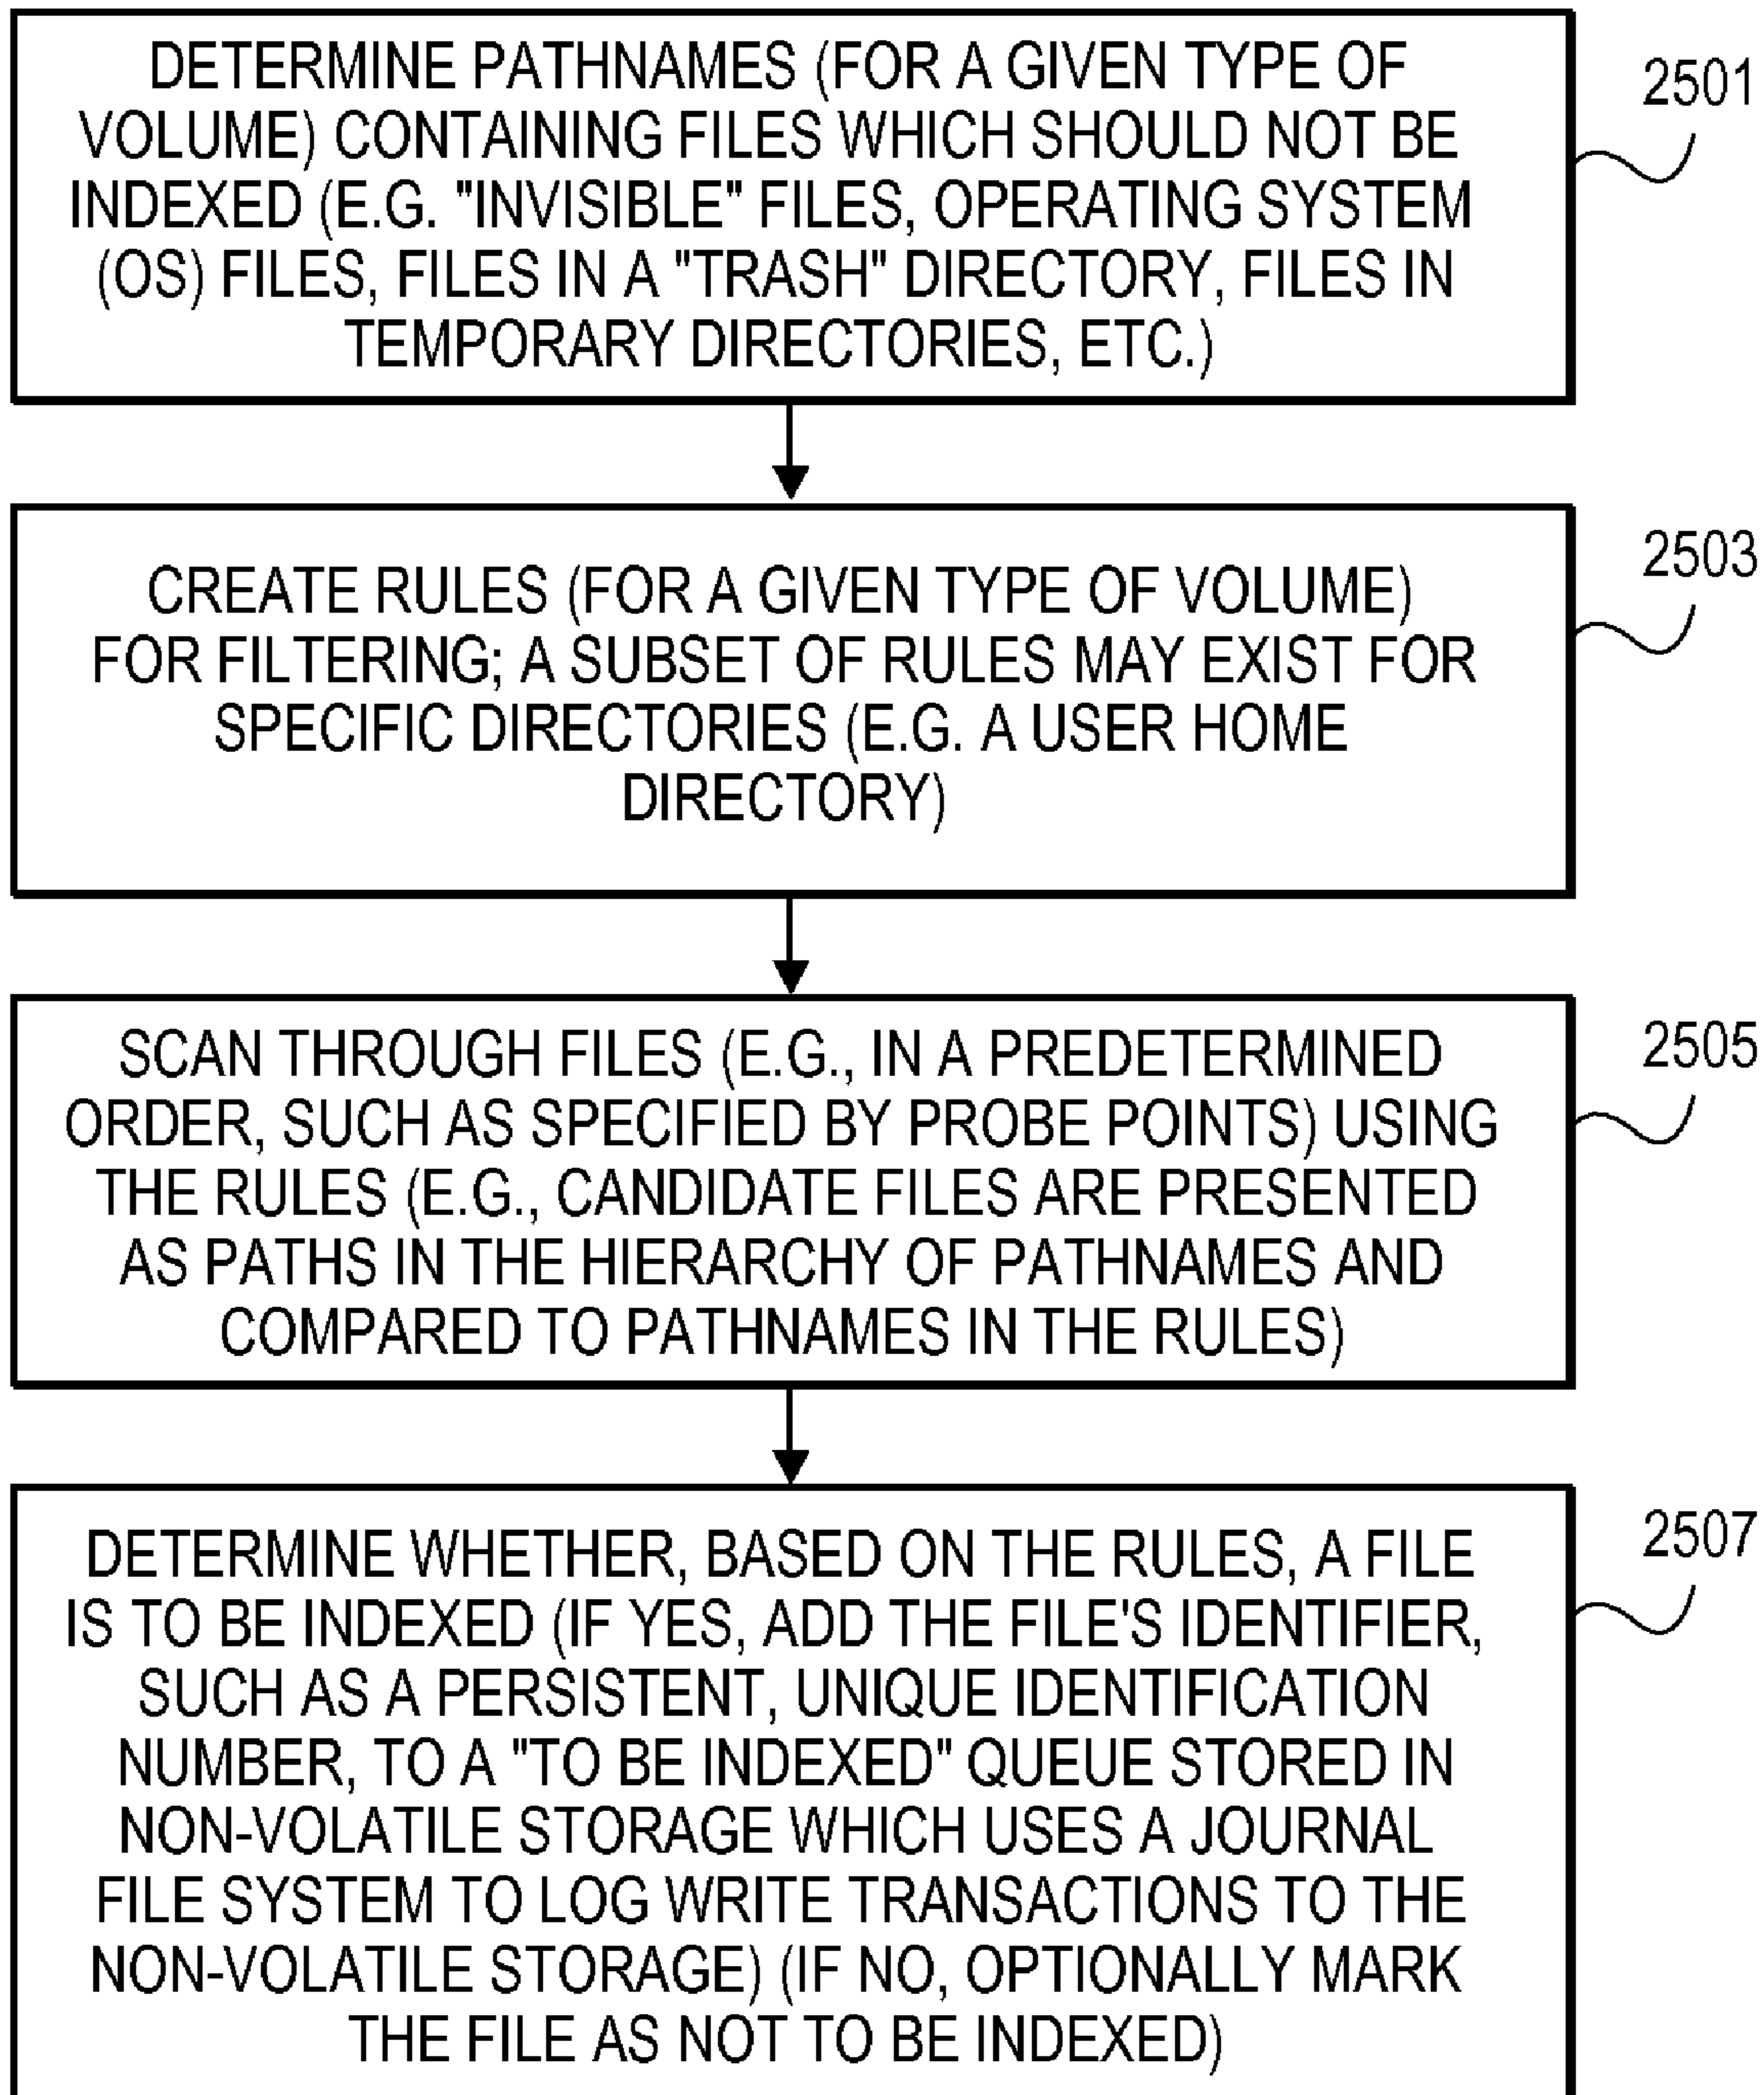 DETERMINE PATHNAMES (FOR A GIVEN TYPE OF
VOLUME) CONTAINING FILES WHICH SHOULD NOT BE
INDEXED (E.G. "INVISIBLE" FILES, OPERATING SYSTEM
(OS) FILES, FILES IN A "TRASH" DIRECTORY, FILES IN
TEMPORARY DIRECTORIES, ETC.)
2501
CREATE RULES (FOR A GIVEN TYPE OF VOLUME)
FOR FILTERING; A SUBSET OF RULES MAY EXIST FOR
SPECIFIC DIRECTORIES (E.G. A USER HOME
DIRECTORY)
2503
SCAN THROUGH FILES (E.G., IN A PREDETERMINED
ORDER, SUCH AS SPECIFIED BY PROBE POINTS) USING
THE RULES (E.G., CANDIDATE FILES ARE PRESENTED
AS PATHS IN THE HIERARCHY OF PATHNAMES AND
COMPARED TO PATHNAMES IN THE RULES)
2505
DETERMINE WHETHER, BASED ON THE RULES, A FILE
IS TO BE INDEXED (IF YES, ADD THE FILE'S IDENTIFIER,
SUCH AS A PERSISTENT, UNIQUE IDENTIFICATION
NUMBER, TO A "TO BE INDEXED" QUEUE STORED IN
NON-VOLATILE STORAGE WHICH USES A JOURNAL
FILE SYSTEM TO LOG WRITE TRANSACTIONS TO THE
NON-VOLATILE STORAGE) (IF NO, OPTIONALLY MARK
THE FILE AS NOT TO BE INDEXED)
2507